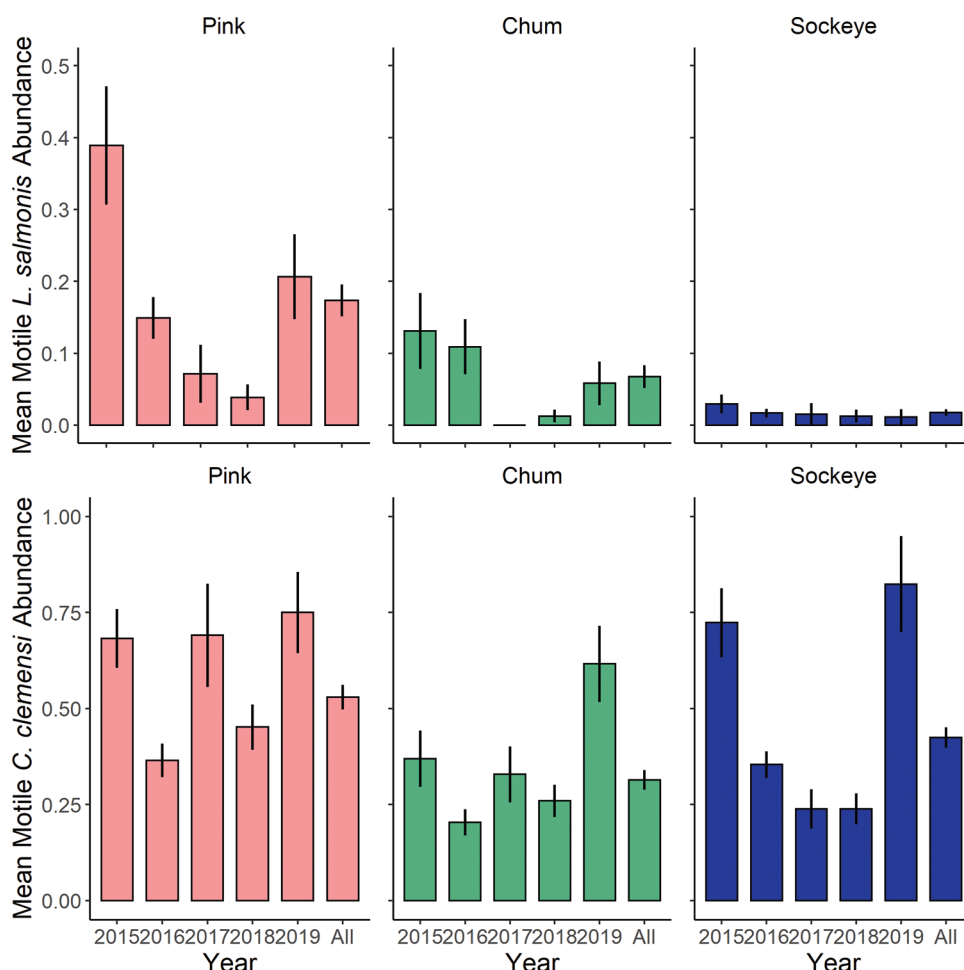 Pink Chum Sockeye
Mean Motile L. salmonis Abundance
0.5
0.4
0.3
0.2
0.1
0.0
Pink Chum Sockeye
Mean Motile C. clemensi Abundance
1.00
0.75
0.50
0.25
0.00
2015 2016 2017 2018 2019 All 2015 2016 2017 2018 2019 All 2015 2016 2017 2018 2019 All
Year Year Year